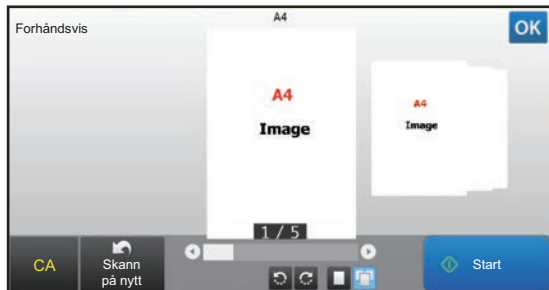 A4
Forhåndsvis
OK
A4
Image
A4
Image
1 / 5
CA
Skann
på nytt
Start